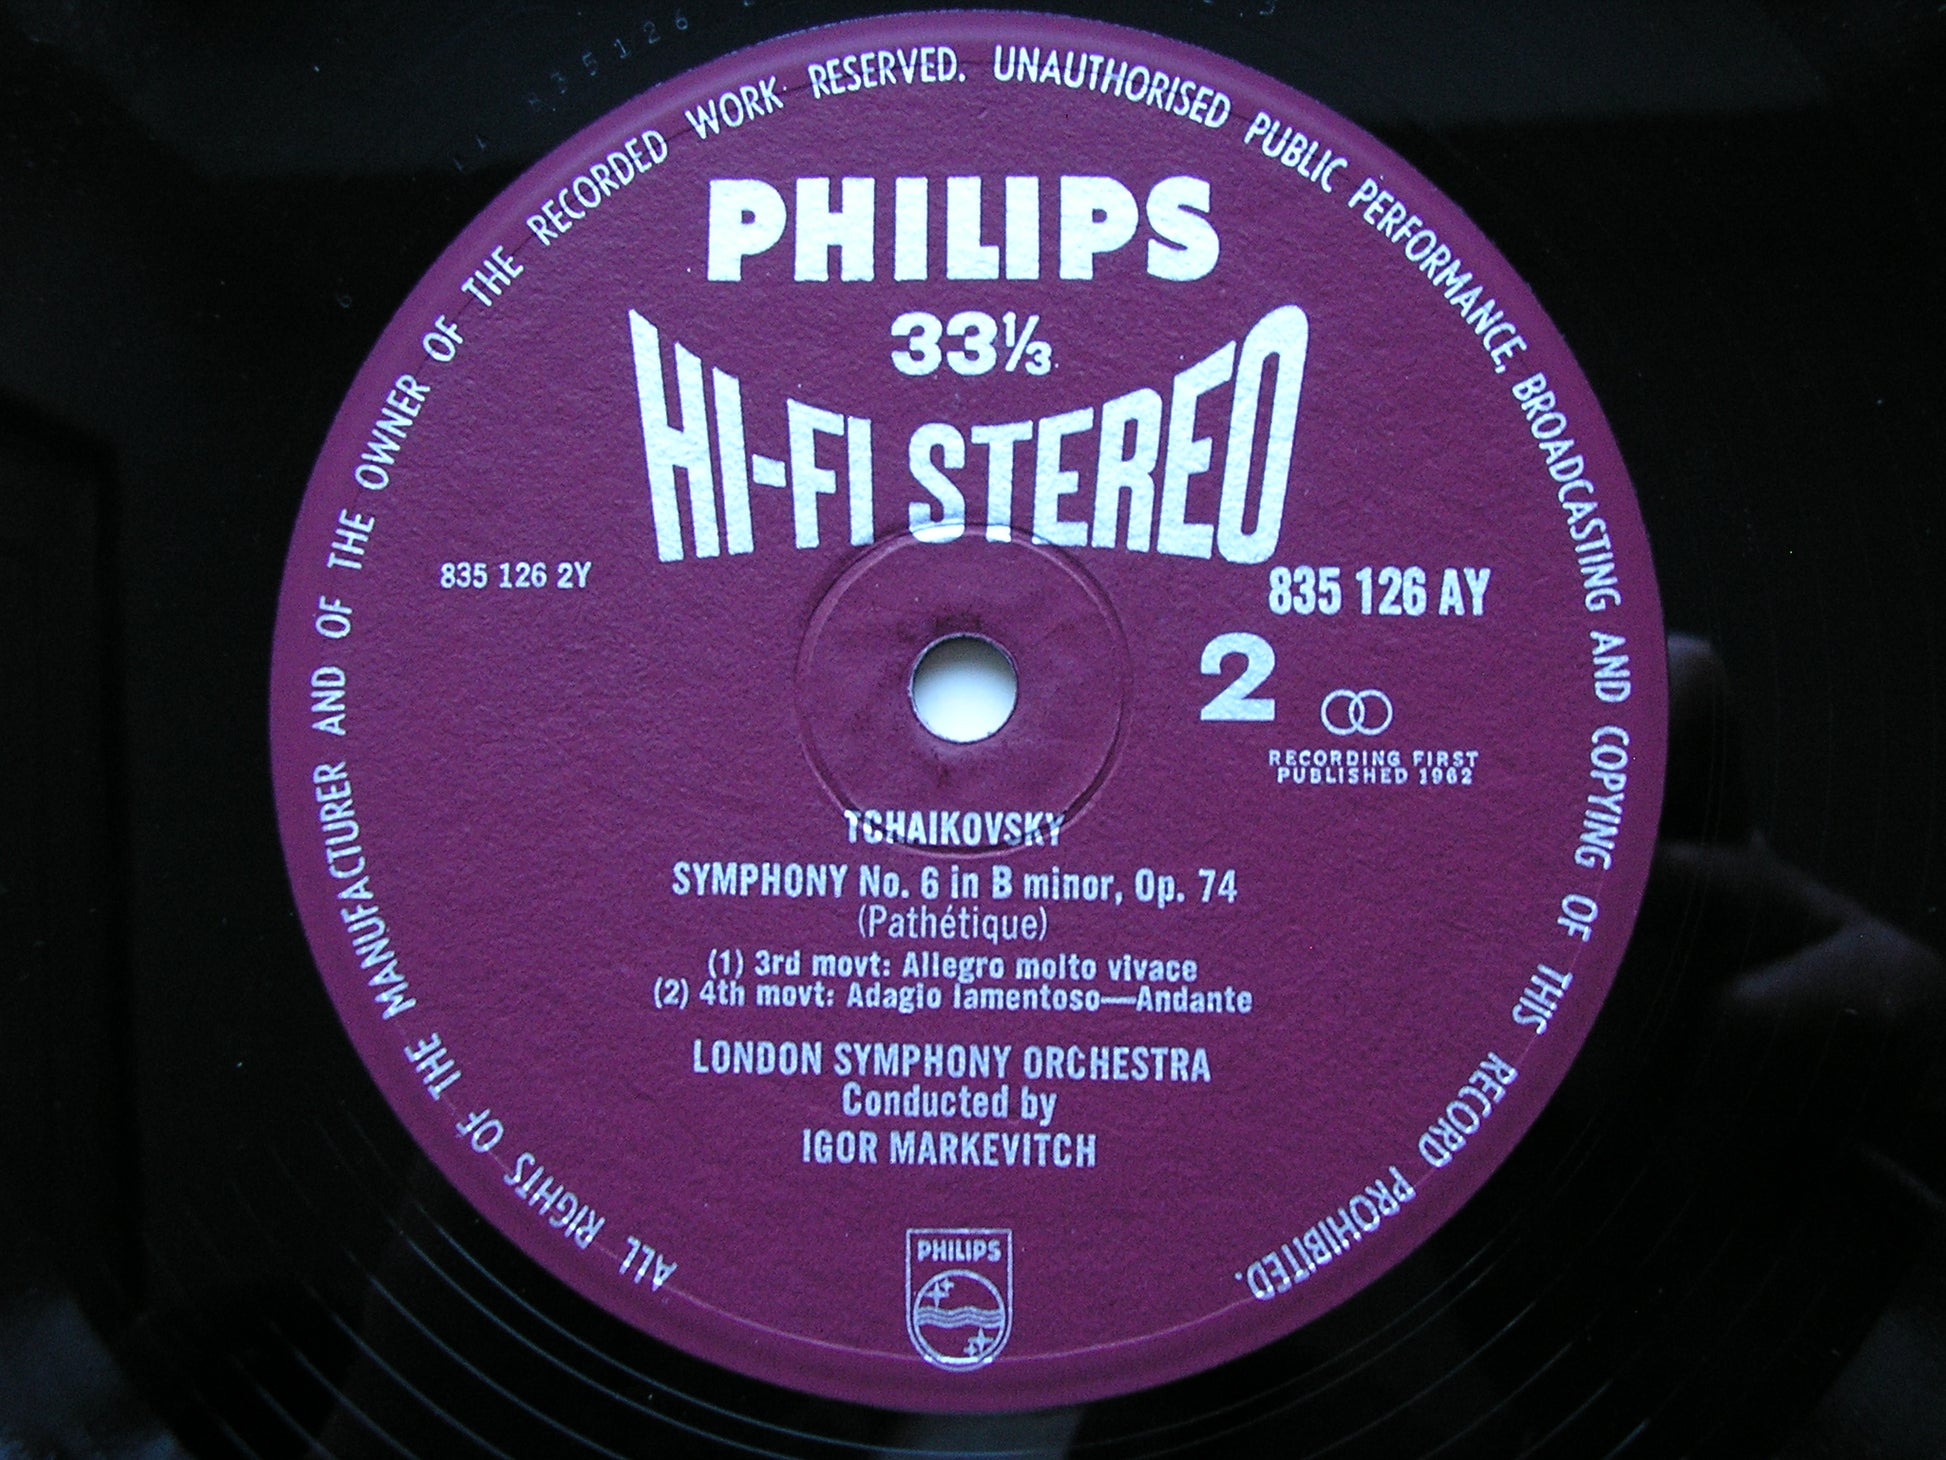 ALL RIGHTS OF THE MANUFACTURER AND OF THE OWNER OF THE RECORDED WORK RESERVED. UNAUTHORISED PUBLIC PERFORMANCE, BROADCASTING AND COPYING OF THIS RECORD PROHIBITED.
PHILIPS
33⅓
HI-FI STEREO
835 126 2Y
835 126 AY
2
RECORDING FIRST
PUBLISHED 1962
TCHAIKOVSKY
SYMPHONY No. 6 in B minor, Op. 74
(Pathétique)
(1) 3rd movt: Allegro molto vivace
(2) 4th movt: Adagio lamentoso—Andante
LONDON SYMPHONY ORCHESTRA
Conducted by
IGOR MARKEVITCH
PHILIPS